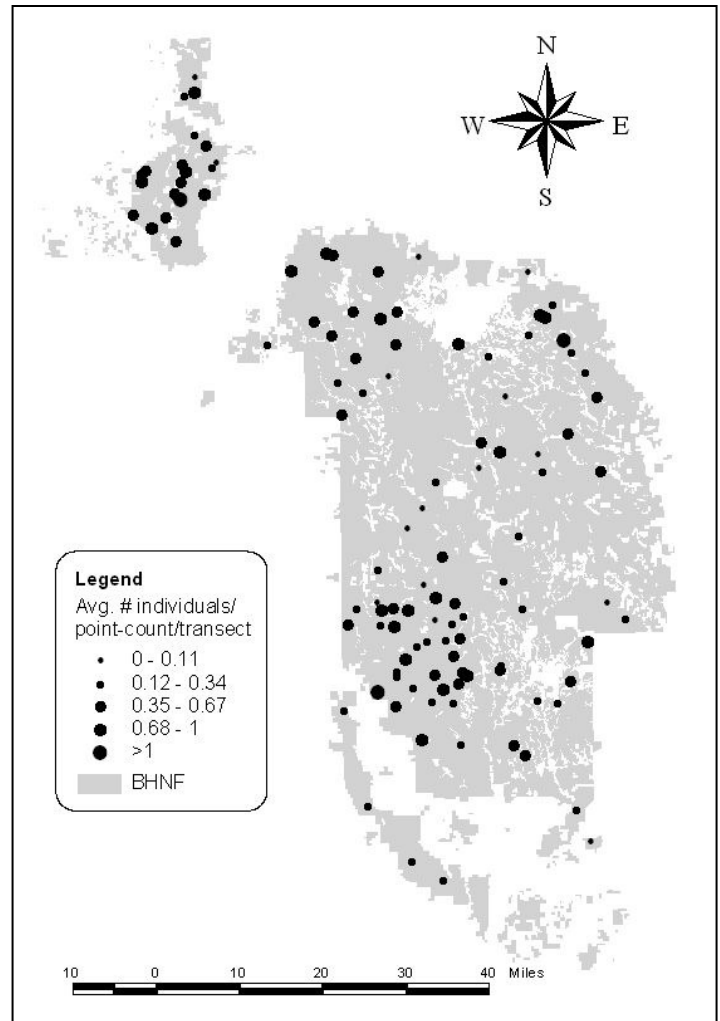 N
W E
S
Legend
Avg. # individuals/
point-count/transect
0 - 0.11
0.12 - 0.34
0.35 - 0.67
0.68 - 1
>1
BHNF
10 0 10 20 30 40 Miles